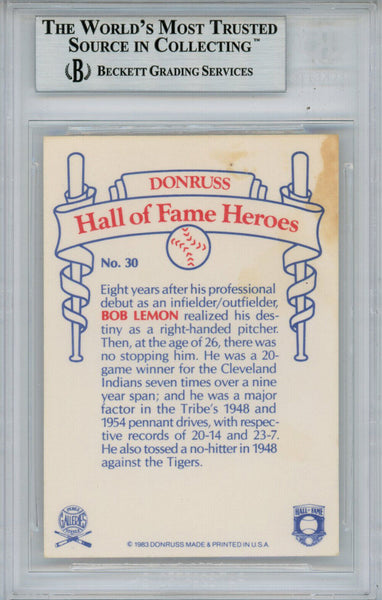 THE WORLD'S MOST TRUSTED
SOURCE IN COLLECTING™
B BECKETT GRADING SERVICES
DONRUSS
Hall of Fame Heroes
No. 30
Eight years after his professional
debut as an infielder/outfielder,
BOB LEMON realized his des-
tiny as a right-handed pitcher.
Then, at the age of 26, there was
no stopping him. He was a 20-
game winner for the Cleveland
Indians seven times over a nine
year span; and he was a major
factor in the Tribe's 1948 and
1954 pennant drives, with respec-
tive records of 20-14 and 23-7.
He also tossed a no-hitter in 1948
against the Tigers.
GALLERIES
HALL of FAME
© 1983 DONRUSS MADE & PRINTED IN U.S.A.